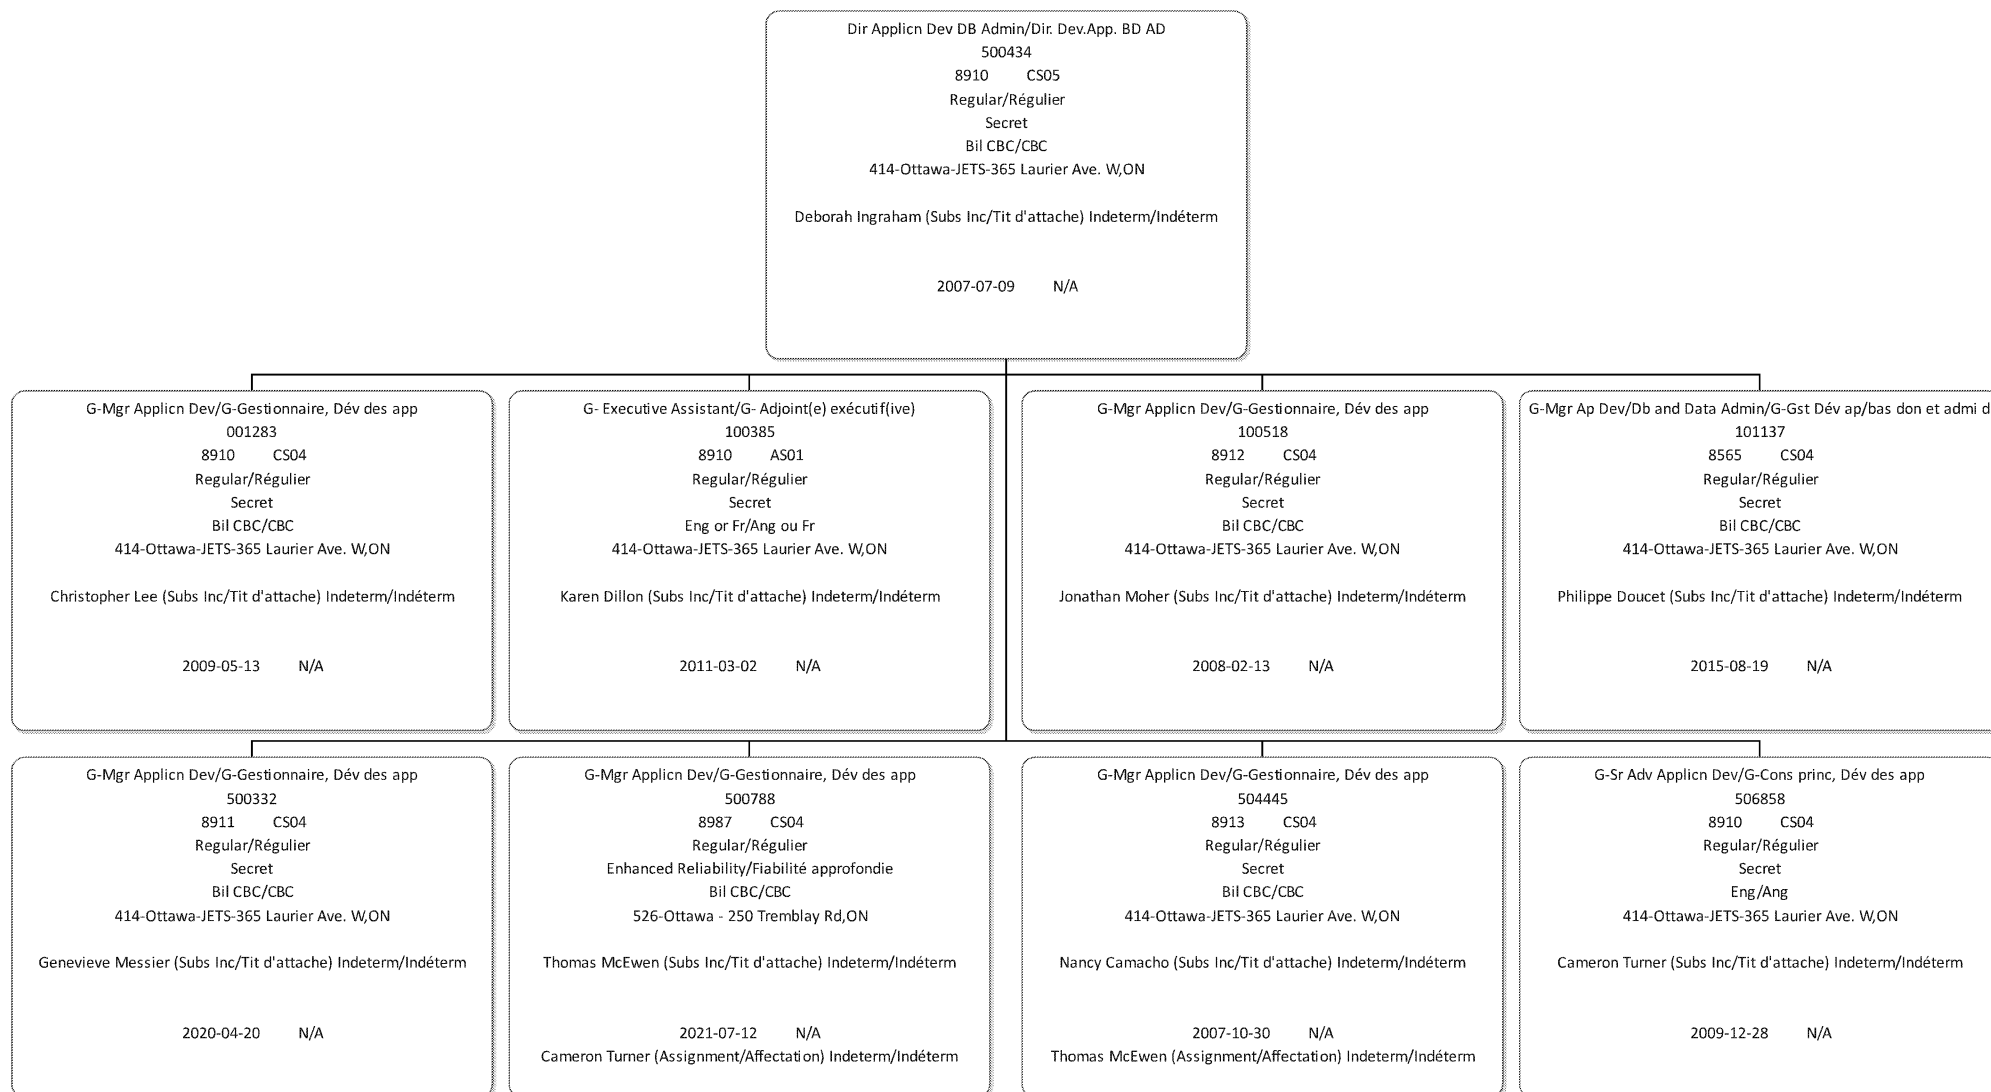 Dir Applicn Dev DB Admin/Dir. Dev.App. BD AD
500434
8910 CS05
Regular/Régulier
Secret
Bil CBC/CBC
414-Ottawa-JETS-365 Laurier Ave. W,ON
Deborah Ingraham (Subs Inc/Tit d'attache) Indeterm/Indéterm
2007-07-09 N/A
G-Mgr Applicn Dev/G-Gestionnaire, Dév des app
001283
8910 CS04
Regular/Régulier
Secret
Bil CBC/CBC
414-Ottawa-JETS-365 Laurier Ave. W,ON
Christopher Lee (Subs Inc/Tit d'attache) Indeterm/Indéterm
2009-05-13 N/A
G- Executive Assistant/G- Adjoint(e) exécutif(ive)
100385
8910 AS01
Regular/Régulier
Secret
Eng or Fr/Ang ou Fr
414-Ottawa-JETS-365 Laurier Ave. W,ON
Karen Dillon (Subs Inc/Tit d'attache) Indeterm/Indéterm
2011-03-02 N/A
G-Mgr Applicn Dev/G-Gestionnaire, Dév des app
100518
8912 CS04
Regular/Régulier
Secret
Bil CBC/CBC
414-Ottawa-JETS-365 Laurier Ave. W,ON
Jonathan Moher (Subs Inc/Tit d'attache) Indeterm/Indéterm
2008-02-13 N/A
G-Mgr Ap Dev/Db and Data Admin/G-Gst Dév ap/bas don et admi d
101137
8565 CS04
Regular/Régulier
Secret
Bil CBC/CBC
414-Ottawa-JETS-365 Laurier Ave. W,ON
Philippe Doucet (Subs Inc/Tit d'attache) Indeterm/Indéterm
2015-08-19 N/A
G-Mgr Applicn Dev/G-Gestionnaire, Dév des app
500332
8911 CS04
Regular/Régulier
Secret
Bil CBC/CBC
414-Ottawa-JETS-365 Laurier Ave. W,ON
Genevieve Messier (Subs Inc/Tit d'attache) Indeterm/Indéterm
2020-04-20 N/A
G-Mgr Applicn Dev/G-Gestionnaire, Dév des app
500788
8987 CS04
Regular/Régulier
Enhanced Reliability/Fiabilité approfondie
Bil CBC/CBC
526-Ottawa - 250 Tremblay Rd,ON
Thomas McEwen (Subs Inc/Tit d'attache) Indeterm/Indéterm
2021-07-12 N/A
Cameron Turner (Assignment/Affectation) Indeterm/Indéterm
G-Mgr Applicn Dev/G-Gestionnaire, Dév des app
504445
8913 CS04
Regular/Régulier
Secret
Bil CBC/CBC
414-Ottawa-JETS-365 Laurier Ave. W,ON
Nancy Camacho (Subs Inc/Tit d'attache) Indeterm/Indéterm
2007-10-30 N/A
Thomas McEwen (Assignment/Affectation) Indeterm/Indéterm
G-Sr Adv Applicn Dev/G-Cons princ, Dév des app
506858
8910 CS04
Regular/Régulier
Secret
Eng/Ang
414-Ottawa-JETS-365 Laurier Ave. W,ON
Cameron Turner (Subs Inc/Tit d'attache) Indeterm/Indéterm
2009-12-28 N/A